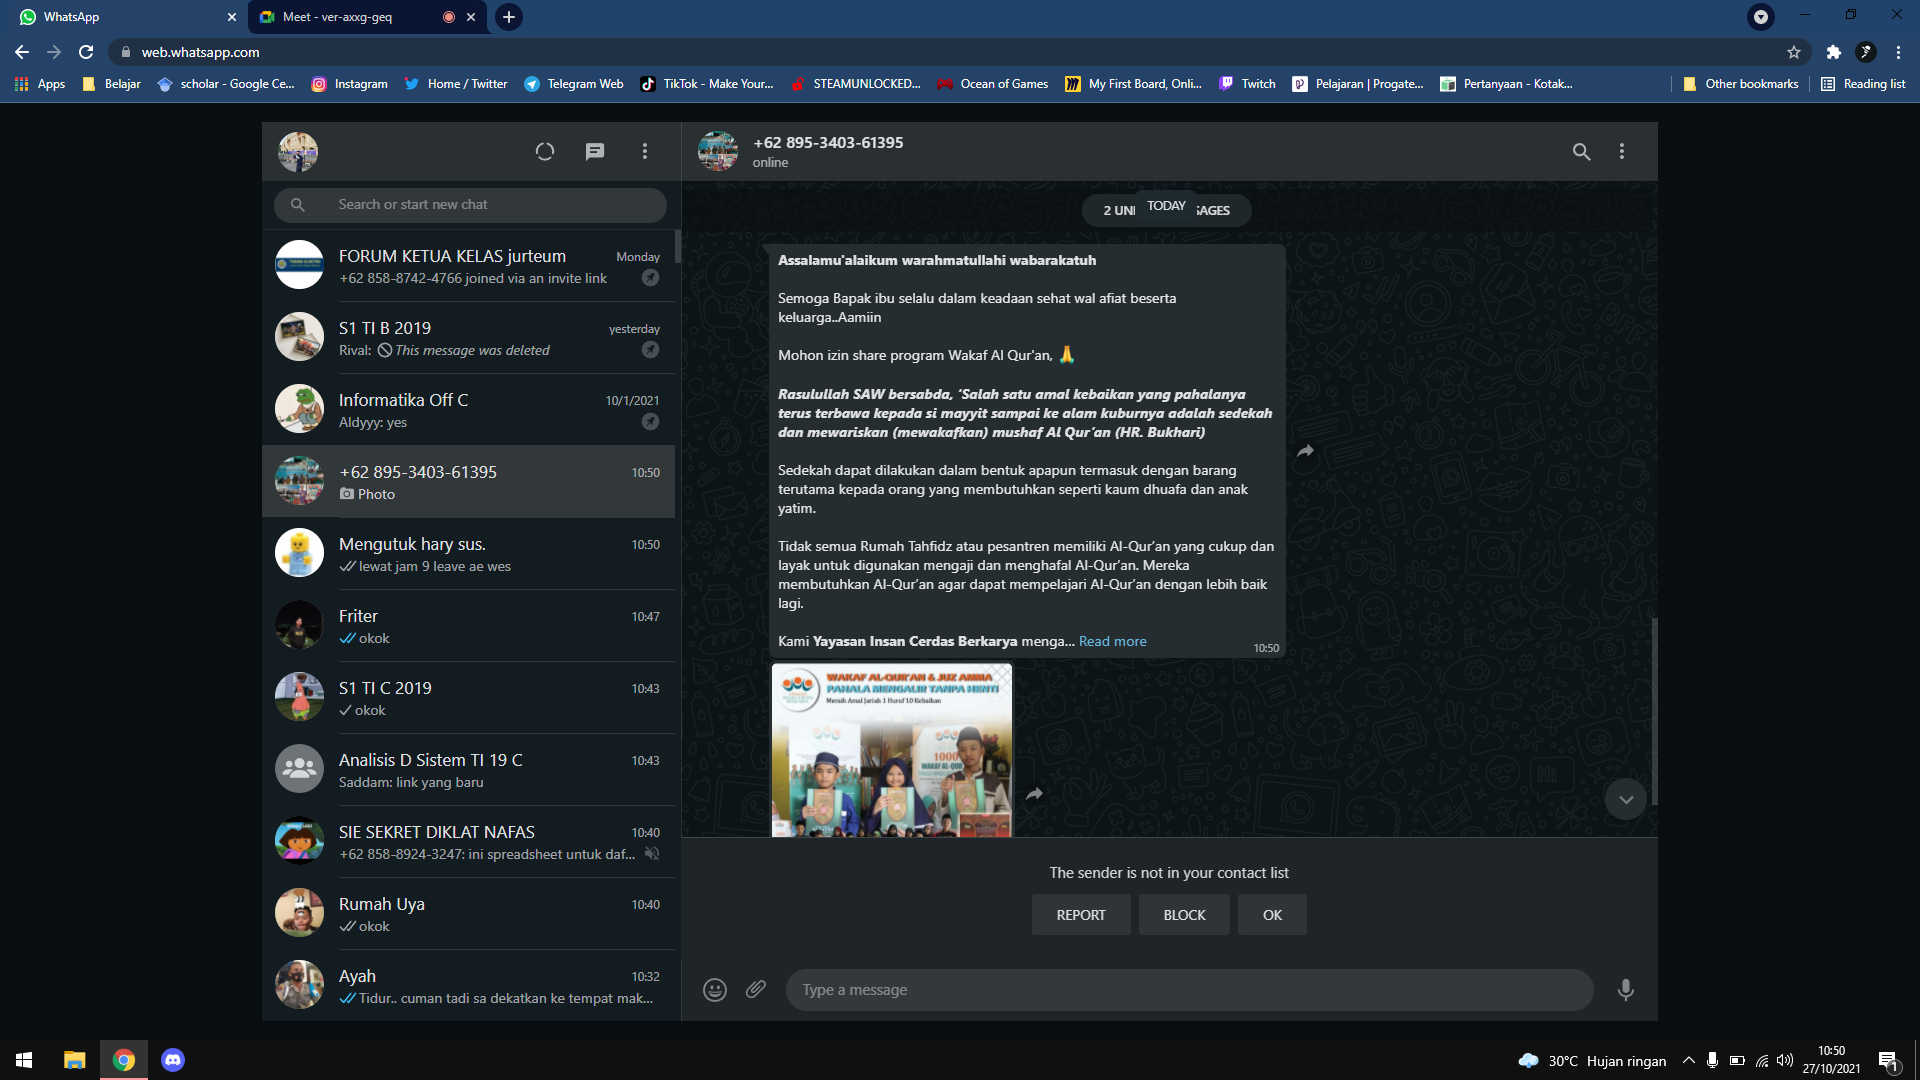 WhatsApp
Meet - ver-axxg-geq
web.whatsapp.com
Apps
Belajar
scholar - Google Ce...
Instagram
Home / Twitter
Telegram Web
TikTok - Make Your...
STEAMUNLOCKED...
Ocean of Games
My First Board, Onli...
Twitch
Pelajaran | Progate...
Pertanyaan - Kotak...
Other bookmarks
Reading list
Search or start new chat
FORUM KETUA KELAS jurteum
Monday
+62 858-8742-4766 joined via an invite link
S1 TI B 2019
yesterday
Rival: This message was deleted
Informatika Off C
10/1/2021
Aldyyy: yes
+62 895-3403-61395
10:50
Photo
Mengutuk hary sus.
10:50
lewat jam 9 leave ae wes
Friter
10:47
okok
S1 TI C 2019
10:43
okok
Analisis D Sistem TI 19 C
10:43
Saddam: link yang baru
SIE SEKRET DIKLAT NAFAS
10:40
+62 858-8924-3247: ini spreadsheet untuk daf...
Rumah Uya
10:40
okok
Ayah
10:32
Tidur.. cuman tadi sa dekatkan ke tempat mak...
+62 895-3403-61395
online
2 UN
TODAY
SAGES
Assalamu'alaikum warahmatullahi wabarakatuh
Semoga Bapak ibu selalu dalam keadaan sehat wal afiat beserta
keluarga..Aamiin
Mohon izin share program Wakaf Al Qur'an, 🙏
Rasulullah SAW bersabda, ‘Salah satu amal kebaikan yang pahalanya
terus terbawa kepada si mayyit sampai ke alam kuburnya adalah sedekah
dan mewariskan (mewakafkan) mushaf Al Qur’an (HR. Bukhari)
Sedekah dapat dilakukan dalam bentuk apapun termasuk dengan barang
terutama kepada orang yang membutuhkan seperti kaum dhuafa dan anak
yatim.
Tidak semua Rumah Tahfidz atau pesantren memiliki Al-Qur’an yang cukup dan
layak untuk digunakan mengaji dan menghafal Al-Qur’an. Mereka
membutuhkan Al-Qur’an agar dapat mempelajari Al-Qur’an dengan lebih baik
lagi.
Kami Yayasan Insan Cerdas Berkarya menga... Read more
10:50
WAKAF AL-QUR'AN & JUZ AMMA
PAHALA MENGALIR TANPA HENTI
Meraih Amal Jariah 1 Huruf 10 Kebaikan
1000
WAKAF AL-QUR
The sender is not in your contact list
REPORT
BLOCK
OK
Type a message
30°C Hujan ringan
10:50
27/10/2021
1